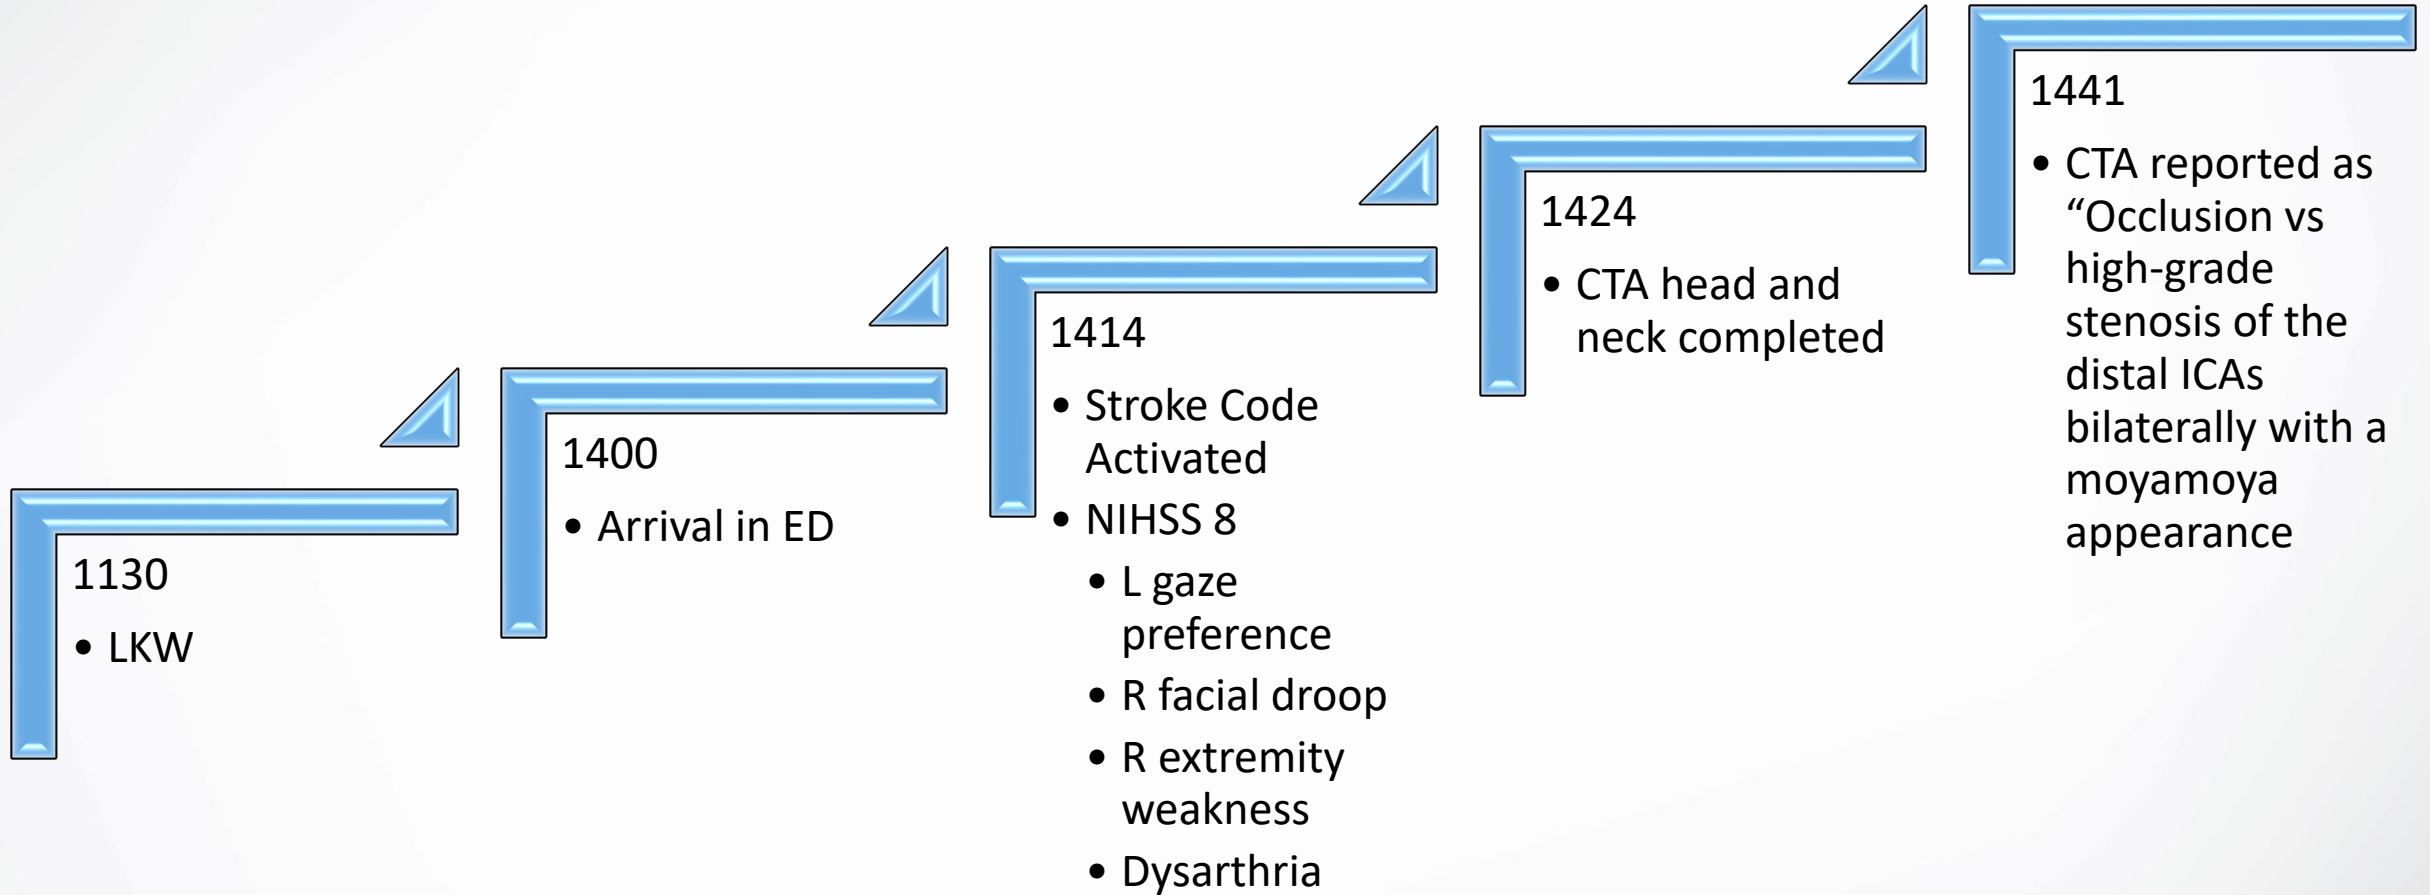 1130
• LKW
1400
• Arrival in ED
1414
• Stroke Code
Activated
• NIHSS 8
• L gaze
preference
• R facial droop
• R extremity
weakness
• Dysarthria
1424
• CTA head and
neck completed
1441
• CTA reported as
“Occlusion vs
high-grade
stenosis of the
distal ICAs
bilaterally with a
moyamoya
appearance